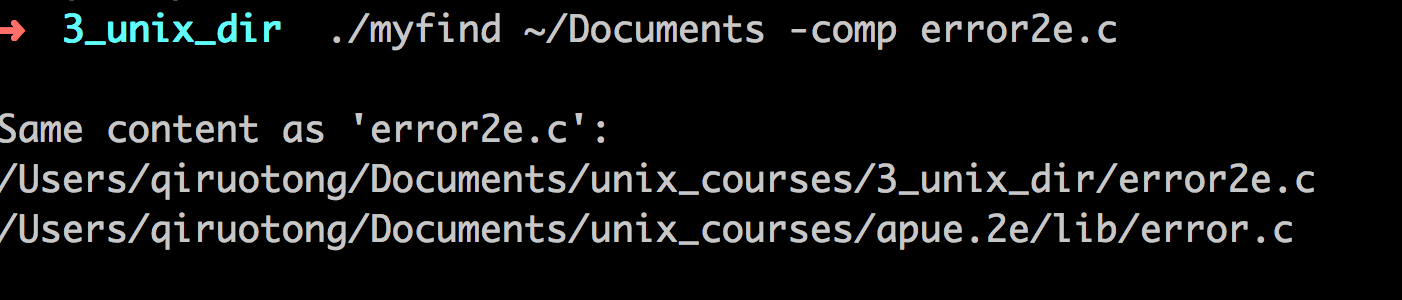 ➜ 3_unix_dir ./myfind ~/Documents -comp error2e.c
Same content as 'error2e.c':
/Users/qiruotong/Documents/unix_courses/3_unix_dir/error2e.c
/Users/qiruotong/Documents/unix_courses/apue.2e/lib/error.c